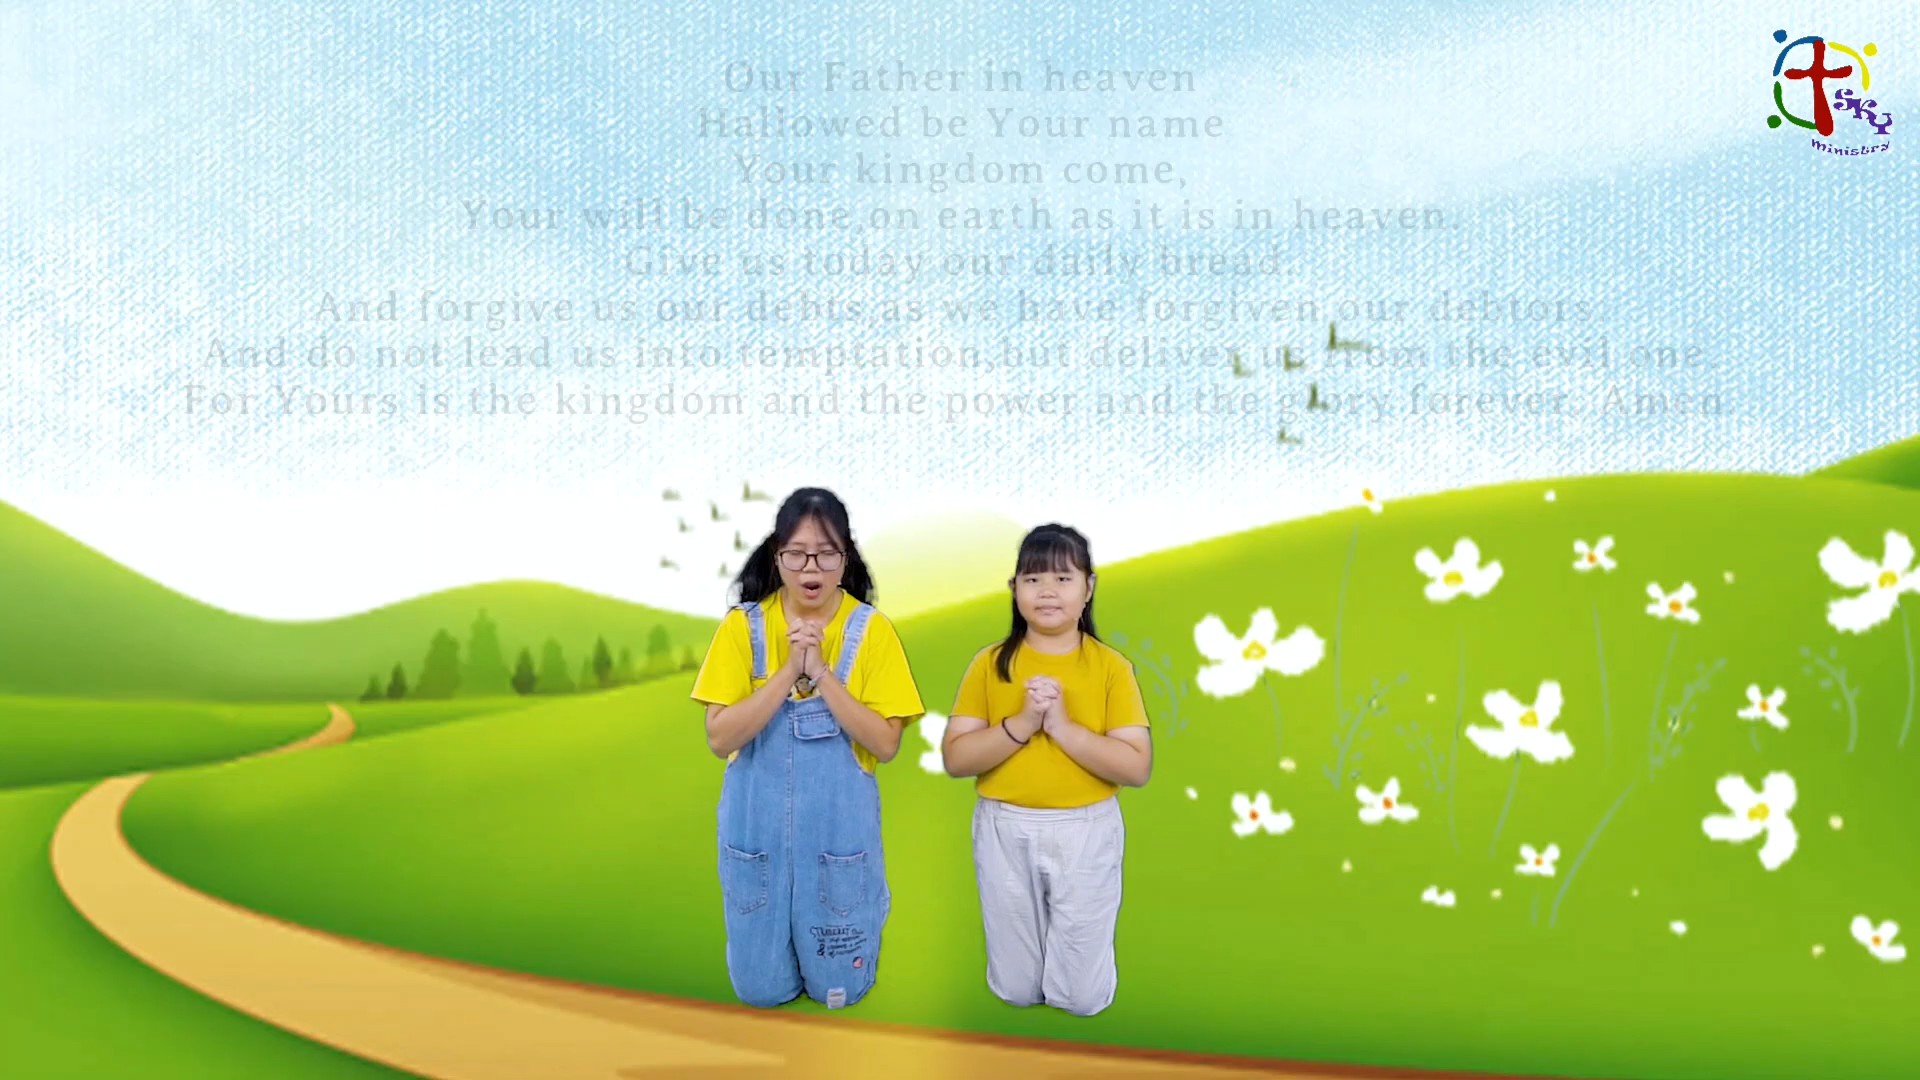 Our Father in heaven
Hallowed be Your name
Your kingdom come,
Your will be done,on earth as it is in heaven.
Give us today our daily bread.
And forgive us our debts,as we have forgiven our debtors.
And do not lead us into temptation,but deliver us from the evil one.
For Yours is the kingdom and the power and the glory forever. Amen.
SKY
Ministry